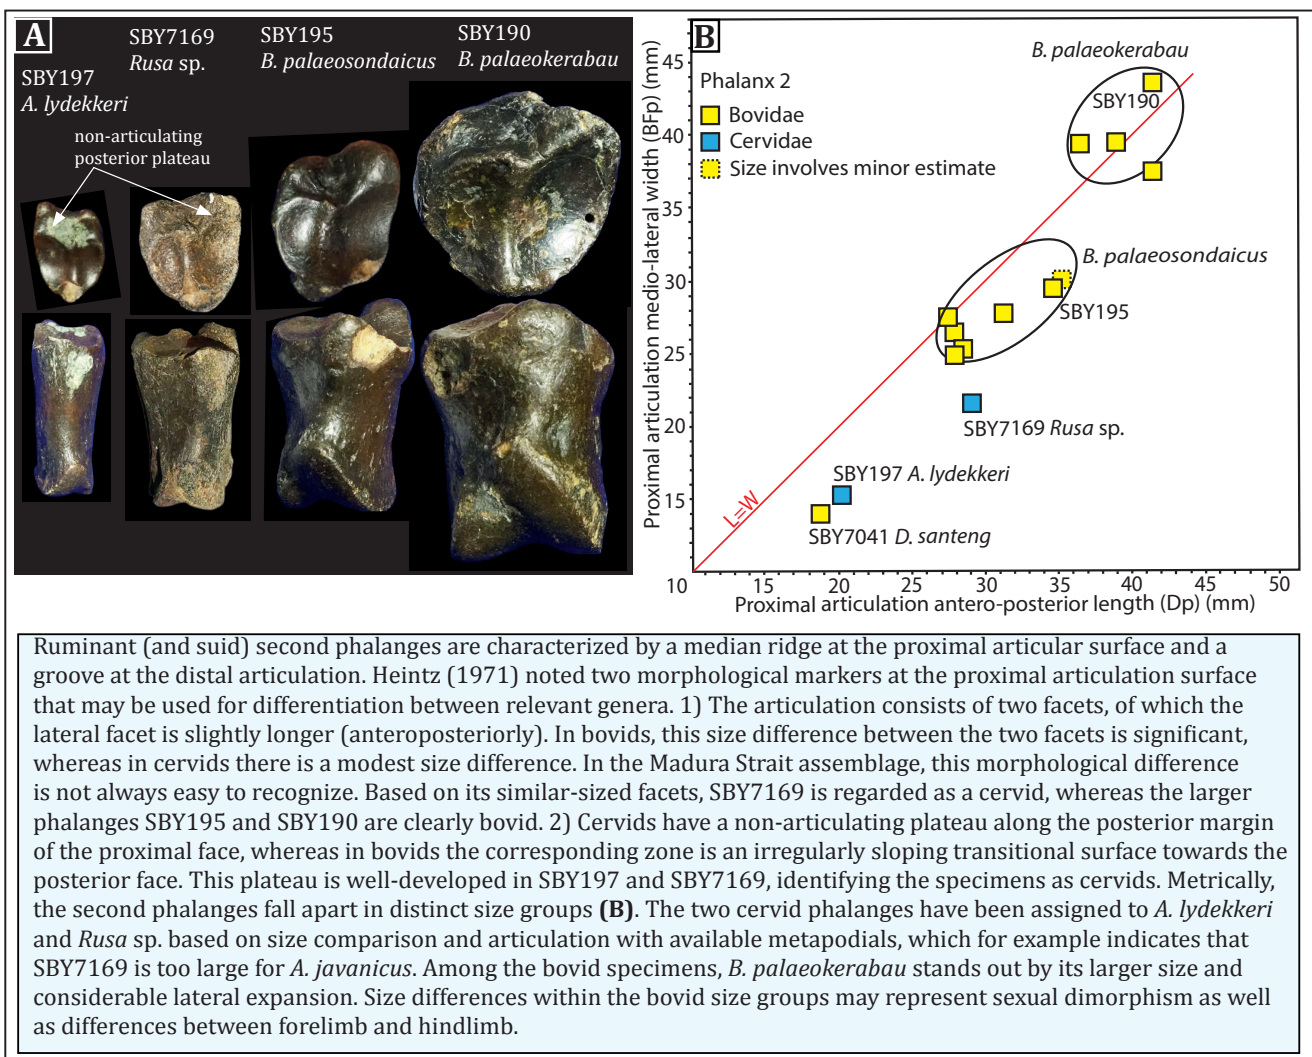 A
SBY197
A. lydekkeri
SBY7169
Rusa sp.
SBY195
B. palaeosondaicus
SBY190
B. palaeokerabau
non-articulating
posterior plateau
B
Proximal articulation medio-lateral width (BFp) (mm)
45
40
35
30
25
20
15
10
15
20
25
30
35
40
45
50
Proximal articulation antero-posterior length (Dp) (mm)
Phalanx 2
Bovidae
Cervidae
Size involves minor estimate
B. palaeokerabau
SBY190
B. palaeosondaicus
SBY195
SBY7169 Rusa sp.
SBY197 A. lydekkeri
SBY7041 D. santeng
L=W
Ruminant (and suid) second phalanges are characterized by a median ridge at the proximal articular surface and a
groove at the distal articulation. Heintz (1971) noted two morphological markers at the proximal articulation surface
that may be used for differentiation between relevant genera. 1) The articulation consists of two facets, of which the
lateral facet is slightly longer (anteroposteriorly). In bovids, this size difference between the two facets is significant,
whereas in cervids there is a modest size difference. In the Madura Strait assemblage, this morphological difference
is not always easy to recognize. Based on its similar-sized facets, SBY7169 is regarded as a cervid, whereas the larger
phalanges SBY195 and SBY190 are clearly bovid. 2) Cervids have a non-articulating plateau along the posterior margin
of the proximal face, whereas in bovids the corresponding zone is an irregularly sloping transitional surface towards the
posterior face. This plateau is well-developed in SBY197 and SBY7169, identifying the specimens as cervids. Metrically,
the second phalanges fall apart in distinct size groups (B). The two cervid phalanges have been assigned to A. lydekkeri
and Rusa sp. based on size comparison and articulation with available metapodials, which for example indicates that
SBY7169 is too large for A. javanicus. Among the bovid specimens, B. palaeokerabau stands out by its larger size and
considerable lateral expansion. Size differences within the bovid size groups may represent sexual dimorphism as well
as differences between forelimb and hindlimb.